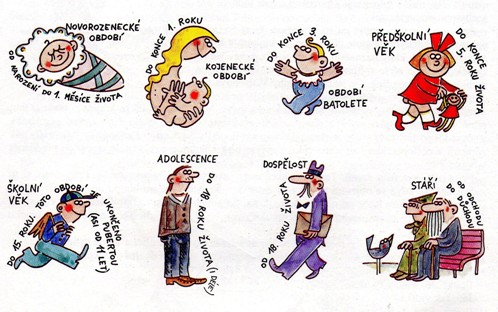 NOVOROZENECKÉ
OBDOBÍ
OD NAROZENÍ DO 1. MĚSÍCE ŽIVOTA
DO KONCE 1. ROKU
KOJENECKÉ
OBDOBÍ
DO KONCE 3. ROKU
OBDOBÍ
BATOLETE
PŘEDŠKOLNÍ
VĚK
DO KONCE
5. ROKU ŽIVOTA
ŠKOLNÍ
VĚK
DO 15. ROKU. TOTO OBDOBÍ JE
UKONČENO
PUBERTOU
(ASI OD 11 LET)
ADOLESCENCE
DO 18. ROKU ŽIVOTA (I DÉLE)
DOSPĚLOST
OD 18. ROKU ŽIVOTA
STÁŘÍ
OD ODCHODU
DO DŮCHODU